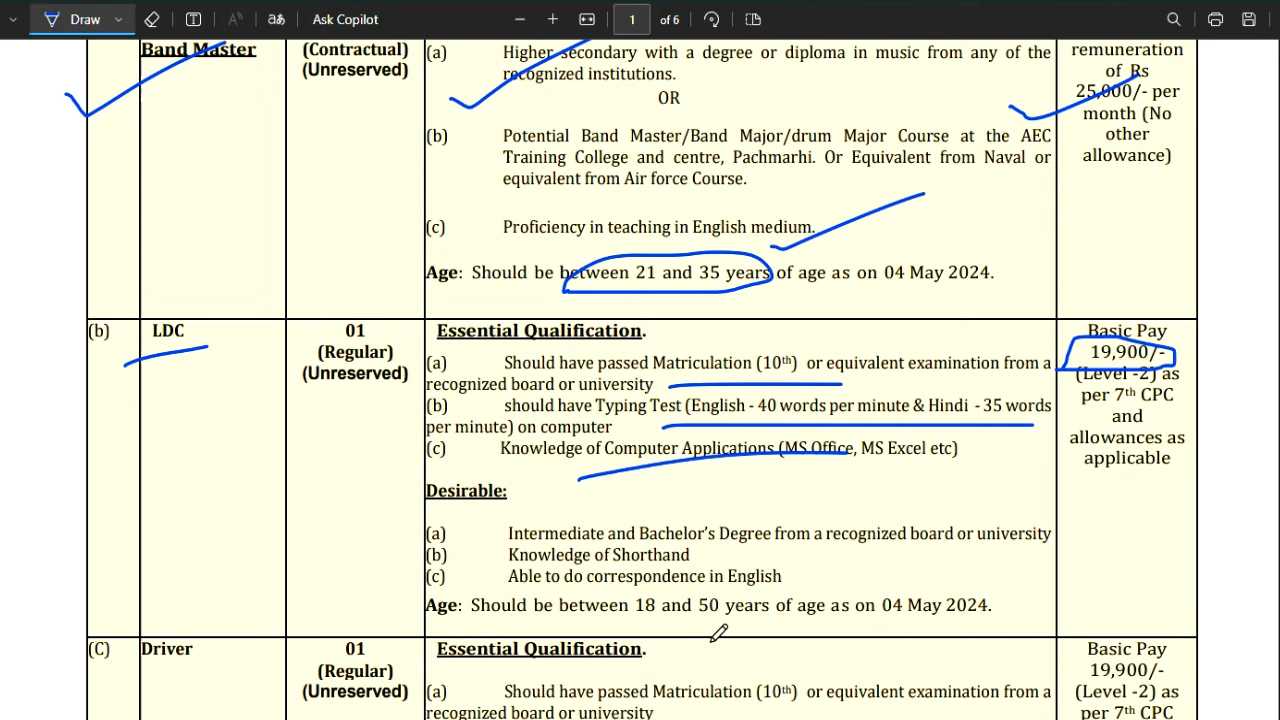 Draw
Ask Copilot
1 of 6
Band Master
(Contractual)
(Unreserved)
(a) Higher secondary with a degree or diploma in music from any of the
recognized institutions.
OR
(b) Potential Band Master/Band Major/drum Major Course at the AEC
Training College and centre, Pachmarhi. Or Equivalent from Naval or
equivalent from Air force Course.
(c) Proficiency in teaching in English medium.
Age: Should be between 21 and 35 years of age as on 04 May 2024.
remuneration
of Rs
25,000/- per
month (No
other
allowance)
(b) LDC
01
(Regular)
(Unreserved)
Essential Qualification.
(a) Should have passed Matriculation (10th) or equivalent examination from a
recognized board or university
(b) should have Typing Test (English - 40 words per minute & Hindi - 35 words
per minute) on computer
(c) Knowledge of Computer Applications (MS Office, MS Excel etc)
Desirable:
(a) Intermediate and Bachelor's Degree from a recognized board or university
(b) Knowledge of Shorthand
(c) Able to do correspondence in English
Age: Should be between 18 and 50 years of age as on 04 May 2024.
Basic Pay
19,900/-
(Level -2) as
per 7th CPC
and
allowances as
applicable
(C) Driver
01
(Regular)
(Unreserved)
Essential Qualification.
(a) Should have passed Matriculation (10th) or equivalent examination from a
recognized board or university
Basic Pay
19,900/-
(Level -2) as
per 7th CPC